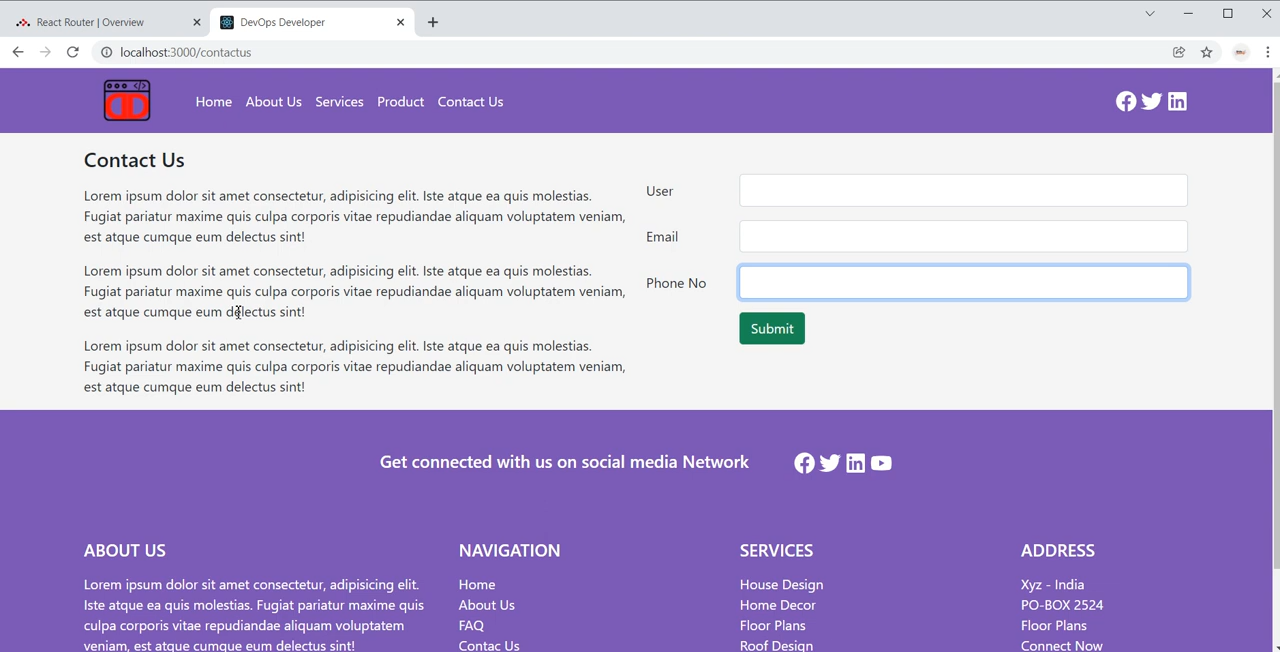 React Router | Overview
DevOps Developer
localhost:3000/contactus
Home About Us Services Product Contact Us
Contact Us
Lorem ipsum dolor sit amet consectetur, adipisicing elit. Iste atque ea quis molestias.
Fugiat pariatur maxime quis culpa corporis vitae repudiandae aliquam voluptatem veniam,
est atque cumque eum delectus sint!
Lorem ipsum dolor sit amet consectetur, adipisicing elit. Iste atque ea quis molestias.
Fugiat pariatur maxime quis culpa corporis vitae repudiandae aliquam voluptatem veniam,
est atque cumque eum delectus sint!
Lorem ipsum dolor sit amet consectetur, adipisicing elit. Iste atque ea quis molestias.
Fugiat pariatur maxime quis culpa corporis vitae repudiandae aliquam voluptatem veniam,
est atque cumque eum delectus sint!
User
Email
Phone No
Submit
Get connected with us on social media Network
ABOUT US
Lorem ipsum dolor sit amet consectetur, adipisicing elit.
Iste atque ea quis molestias. Fugiat pariatur maxime quis
culpa corporis vitae repudiandae aliquam voluptatem
veniam, est atque cumque eum delectus sint!
NAVIGATION
Home
About Us
FAQ
Contac Us
SERVICES
House Design
Home Decor
Floor Plans
Roof Design
ADDRESS
Xyz - India
PO-BOX 2524
Floor Plans
Connect Now